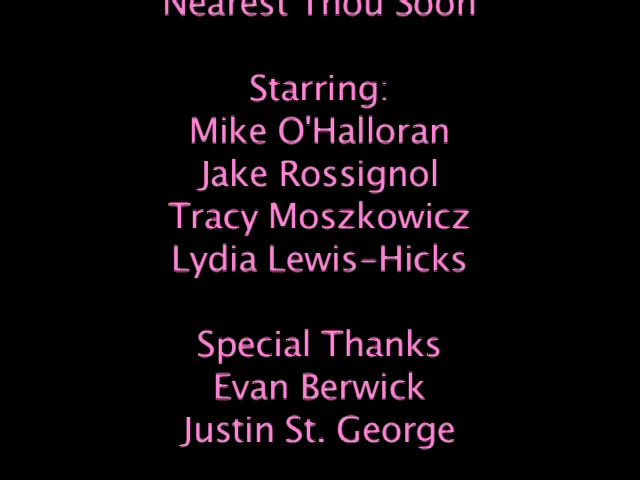 Nearest Thou Soon
Starring:
Mike O'Halloran
Jake Rossignol
Tracy Moszkowicz
Lydia Lewis-Hicks
Special Thanks
Evan Berwick
Justin St. George